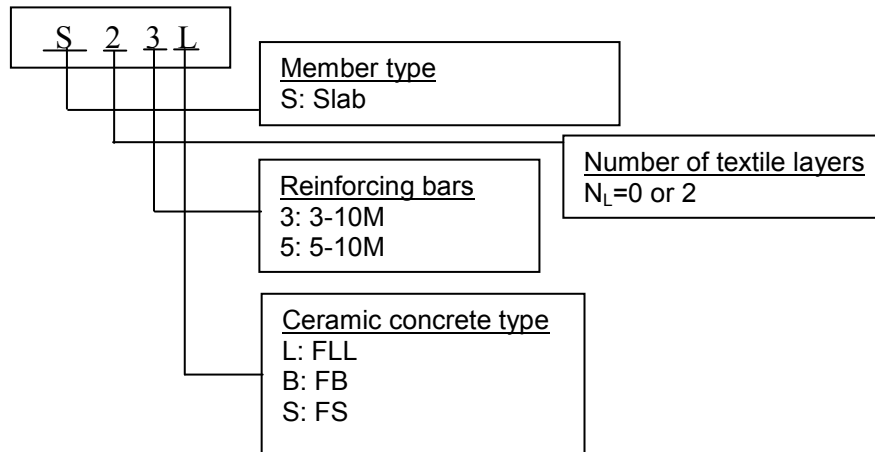 S 2 3 L
Member type
S: Slab
Number of textile layers
N_L=0 or 2
Reinforcing bars
3: 3-10M
5: 5-10M
Ceramic concrete type
L: FLL
B: FB
S: FS